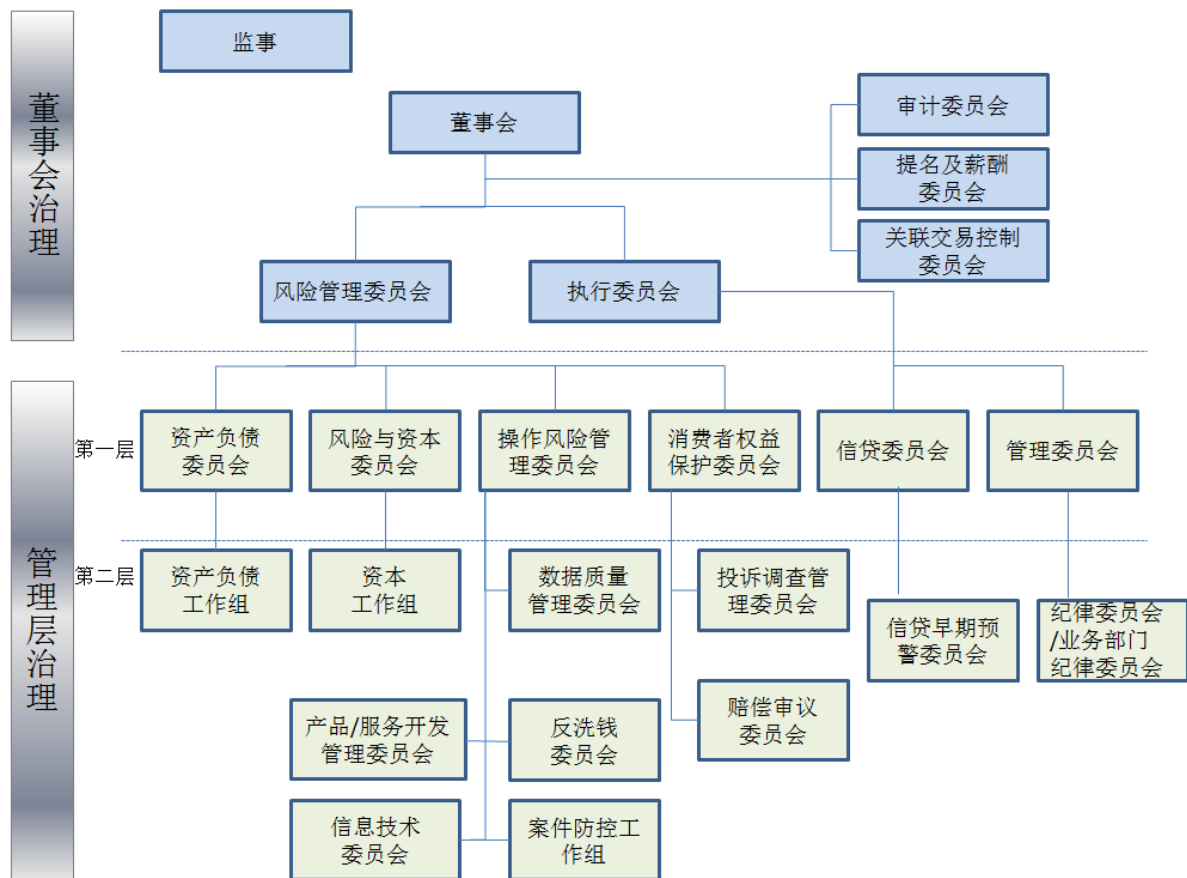 董事会治理
监事
董事会
审计委员会
提名及薪酬
委员会
关联交易控制
委员会
风险管理委员会
执行委员会
管理层治理
第一层
资产负债
委员会
风险与资本
委员会
操作风险管
理委员会
消费者权益
保护委员会
信贷委员会
管理委员会
第二层
资产负债
工作组
资本
工作组
数据质量
管理委员会
投诉调查管
理委员会
信贷早期预
警委员会
纪律委员会
/业务部门
纪律委员会
产品/服务开发
管理委员会
反洗钱
委员会
赔偿审议
委员会
信息技术
委员会
案件防控工
作组